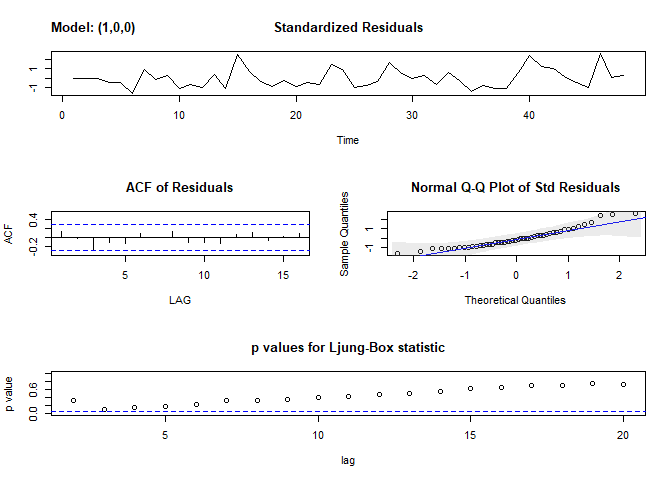 Model: (1,0,0) Standardized Residuals
1
-1
0 10 20 30 40
Time
ACF of Residuals
ACF
0.4
-0.2
5 10 15
LAG
Normal Q-Q Plot of Std Residuals
Sample Quantiles
1
-1
-2 -1 0 1 2
Theoretical Quantiles
p values for Ljung-Box statistic
p value
0.6
0.0
5 10 15 20
lag